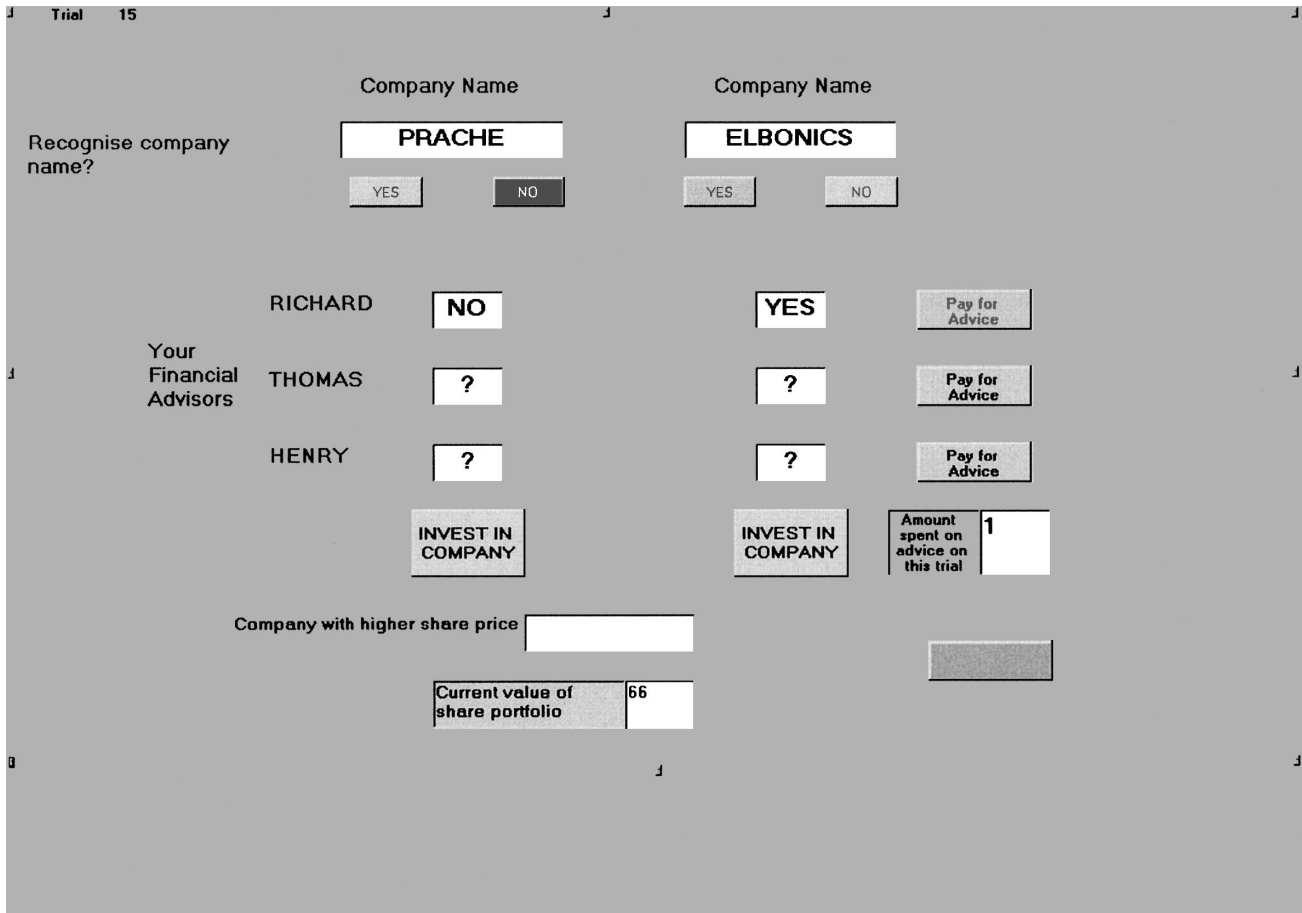 Trial 15
Company Name Company Name
Recognise company
name?
PRACHE ELBONICS
YES NO YES NO
RICHARD NO YES Pay for
Advice
Your
Financial
Advisors
THOMAS ? ? Pay for
Advice
HENRY ? ? Pay for
Advice
INVEST IN
COMPANY
INVEST IN
COMPANY
Amount
spent on
advice on
this trial
1
Company with higher share price
Current value of
share portfolio
66